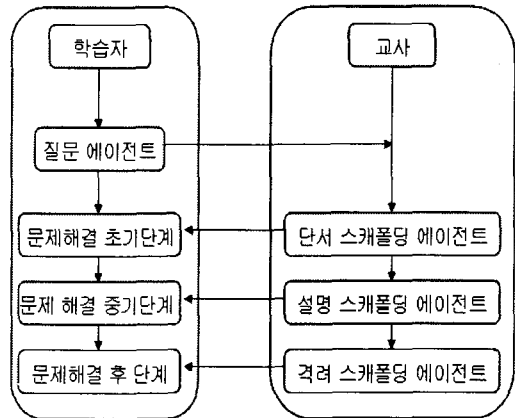 학습자
교사
질문 에이전트
문제해결 초기단계
단서 스캐폴딩 에이전트
문제 해결 중기단계
설명 스캐폴딩 에이전트
문제해결 후 단계
격려 스캐폴딩 에이전트